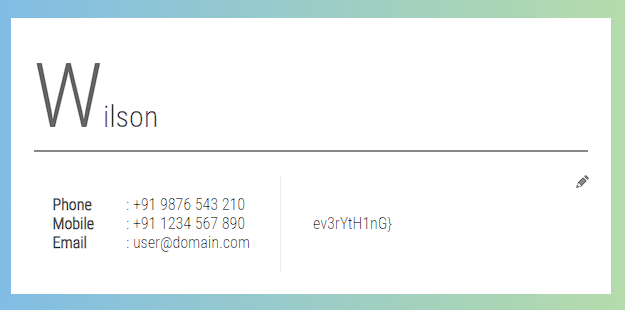 Wilson
Phone : +91 9876 543 210
Mobile : +91 1234 567 890
Email : user@domain.com
ev3rYtH1nG}